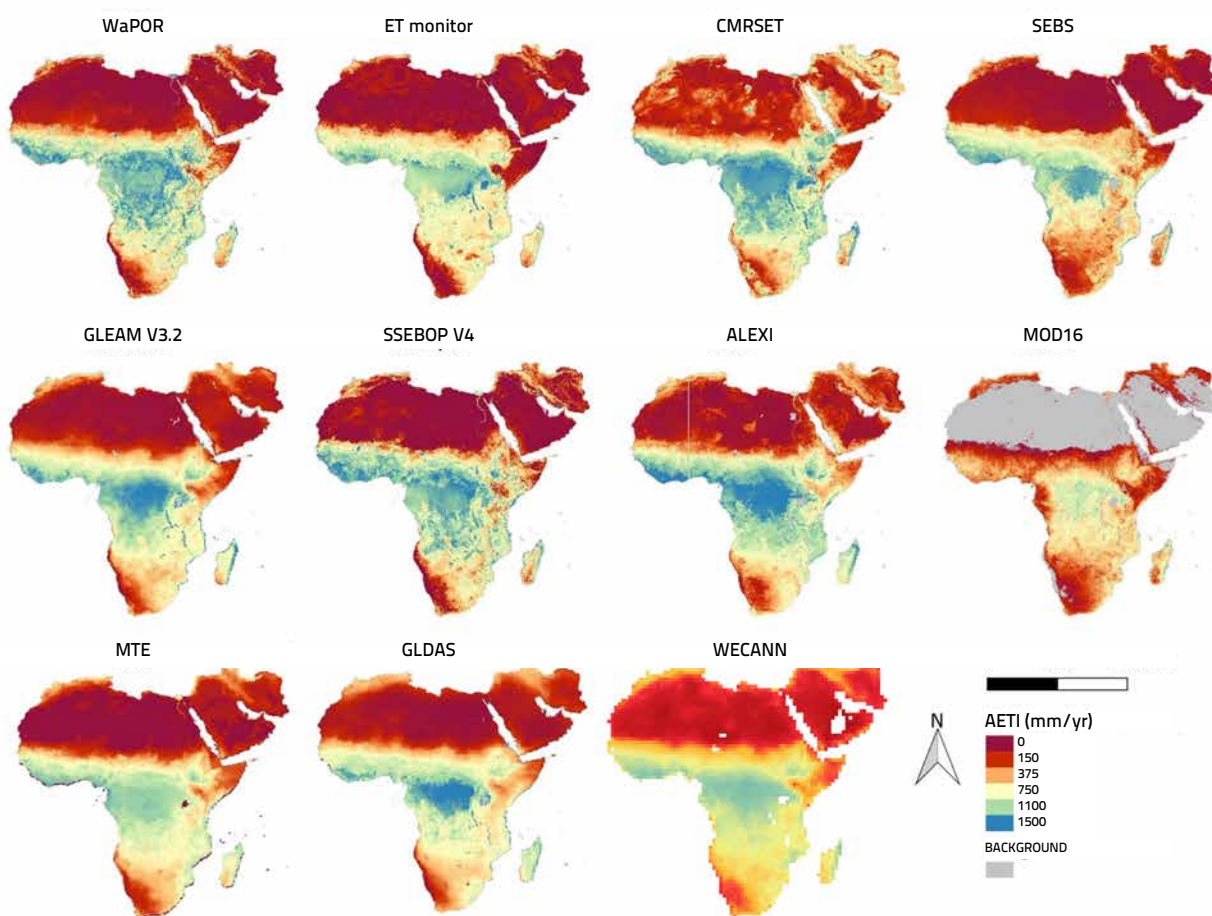 WaPOR
ET monitor
CMRSET
SEBS
GLEAM V3.2
SSEBOP V4
ALEXI
MOD16
MTE
GLDAS
WECANN
N
AETI (mm/yr)
0
150
375
750
1100
1500
BACKGROUND